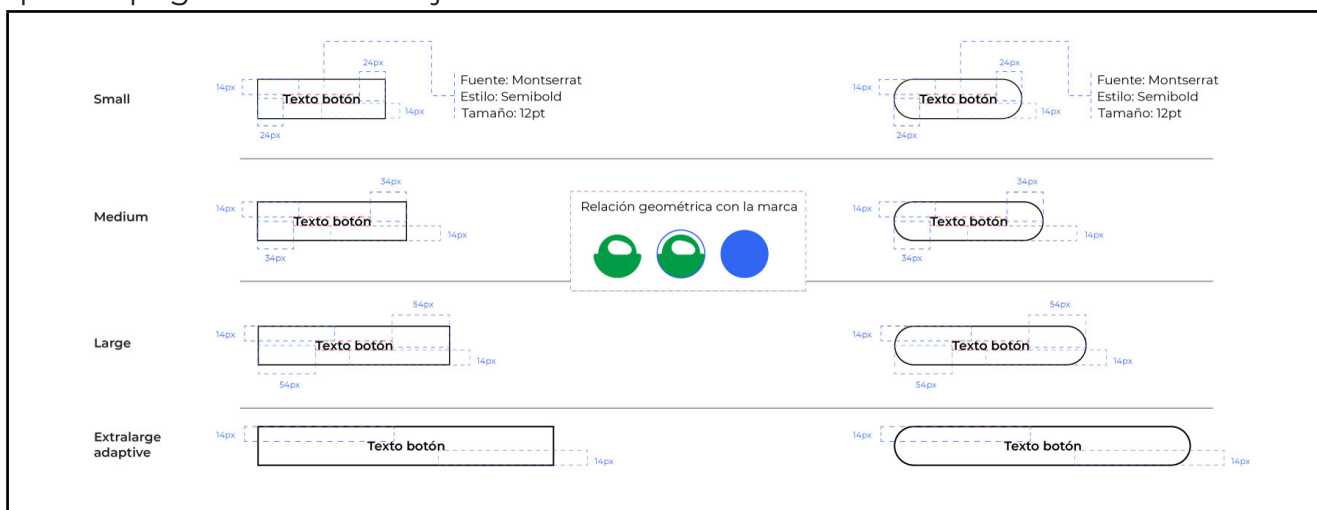 24px
24px
14px
14px
Fuente: Montserrat
Fuente: Montserrat
Small
Texto botón
Estilo: Semibold
Texto botón
Estilo: Semibold
14px
Tamaño: 12pt
14px
Tamaño: 12pt
24px
24px
34px
34px
14px
Relación geométrica con la marca
14px
Medium
Texto botón
Texto botón
14px
14px
34px
34px
54px
54px
14px
14px
Large
Texto botón
Texto botón
14px
14px
54px
54px
14px
14px
Extralarge
adaptive
Texto botón
Texto botón
14px
14px